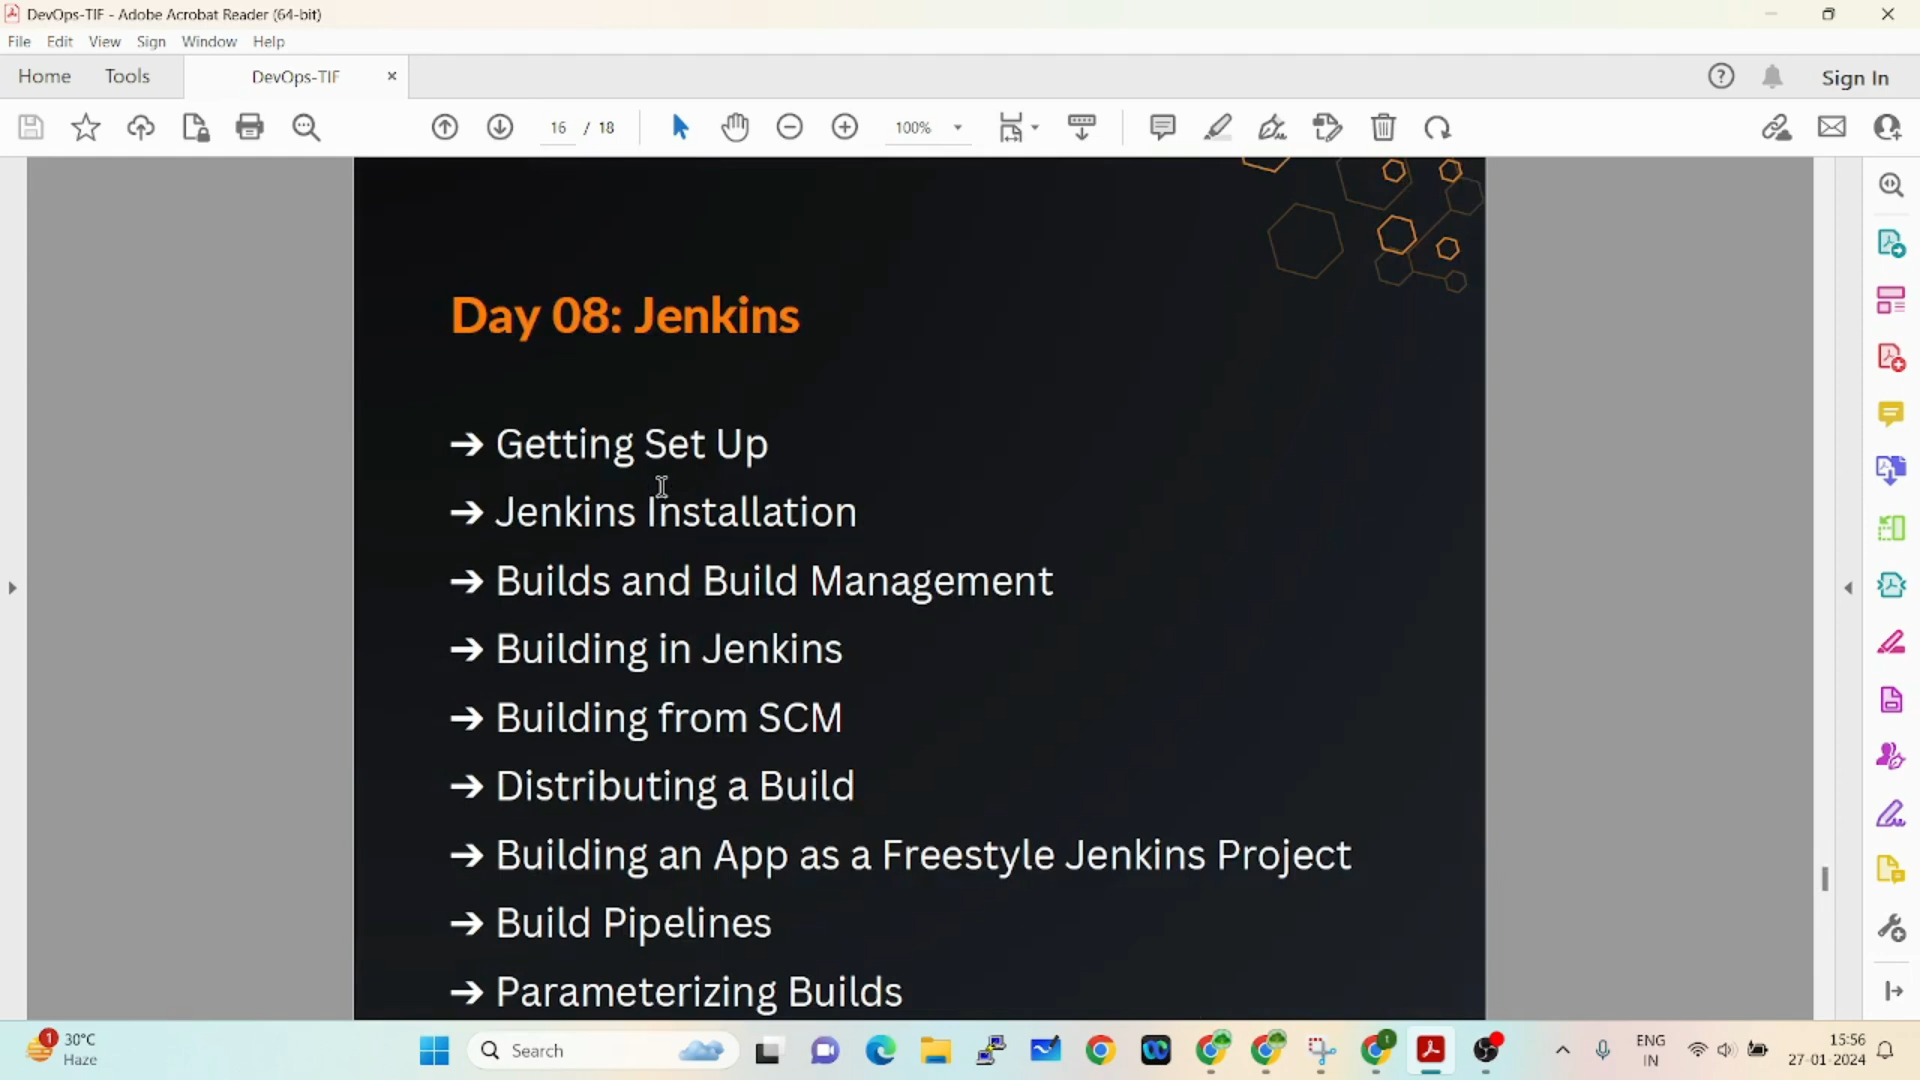 DevOps-TIF - Adobe Acrobat Reader (64-bit)
File Edit View Sign Window Help
Home Tools DevOps-TIF Sign In
16 / 18 100%
Day 08: Jenkins
➔ Getting Set Up
➔ Jenkins Installation
➔ Builds and Build Management
➔ Building in Jenkins
➔ Building from SCM
➔ Distributing a Build
➔ Building an App as a Freestyle Jenkins Project
➔ Build Pipelines
➔ Parameterizing Builds
1 30°C
Haze
Search
1
ENG
IN
15:56
27-01-2024